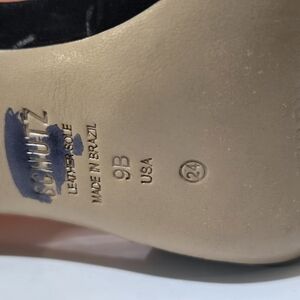 SCHUTZ
LEATHER SOLE
MADE IN BRAZIL
9B
USA
24